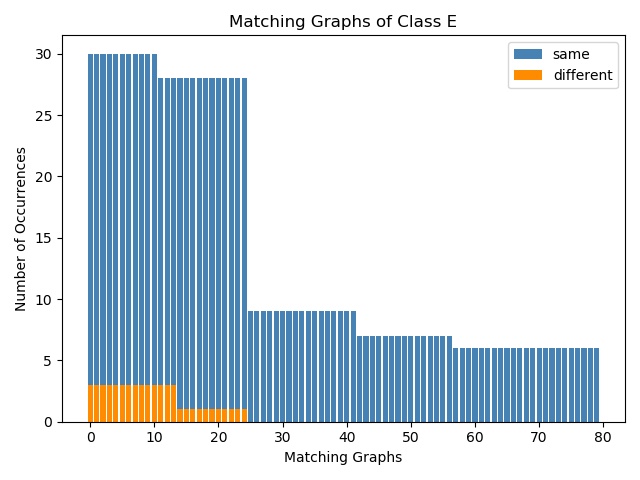 Matching Graphs of Class E
same
different
Number of Occurrences
30
25
20
15
10
5
0
0 10 20 30 40 50 60 70 80
Matching Graphs